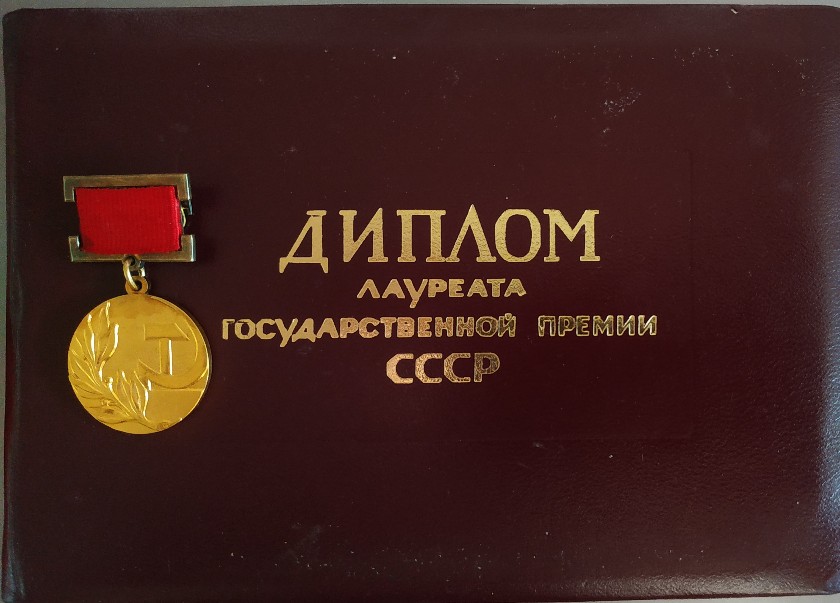 ДИПЛОМ
ЛАУРЕАТА
ГОСУДАРСТВЕННОЙ ПРЕМИИ
СССР